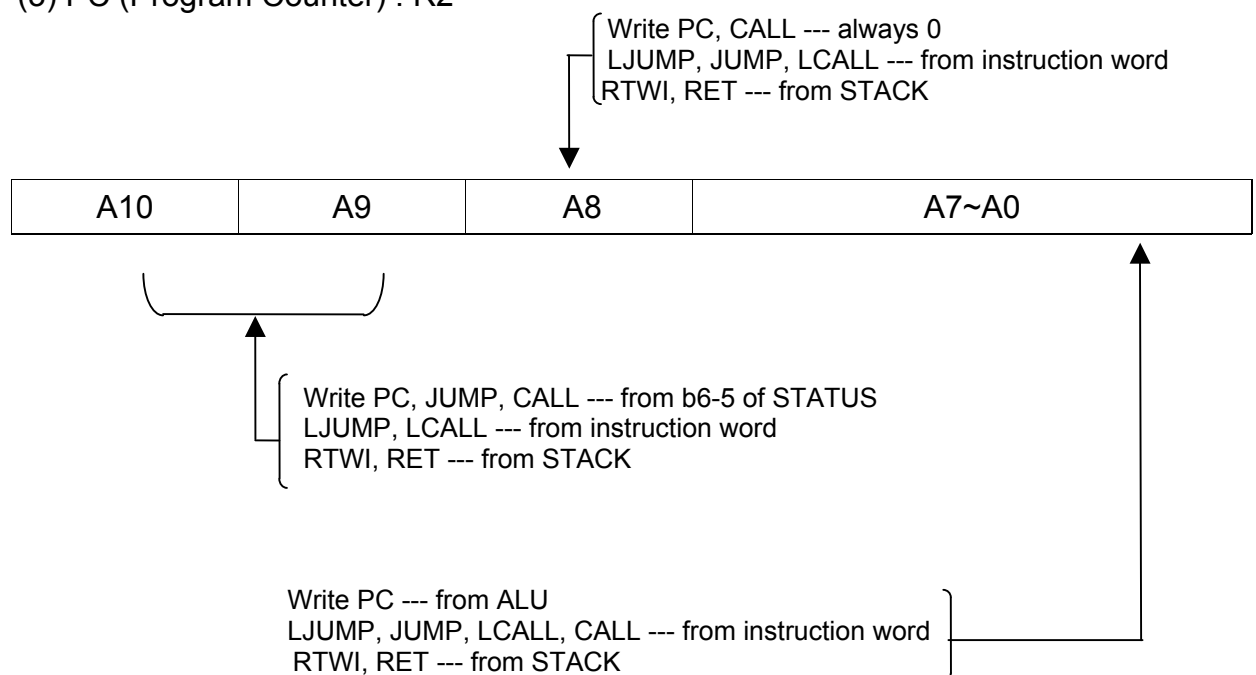 (3) PC (Program Counter) : R2
Write PC, CALL --- always 0
LJUMP, JUMP, LCALL --- from instruction word
RTWI, RET --- from STACK
A10 A9 A8 A7~A0
Write PC, JUMP, CALL --- from b6-5 of STATUS
LJUMP, LCALL --- from instruction word
RTWI, RET --- from STACK
Write PC --- from ALU
LJUMP, JUMP, LCALL, CALL --- from instruction word
RTWI, RET --- from STACK